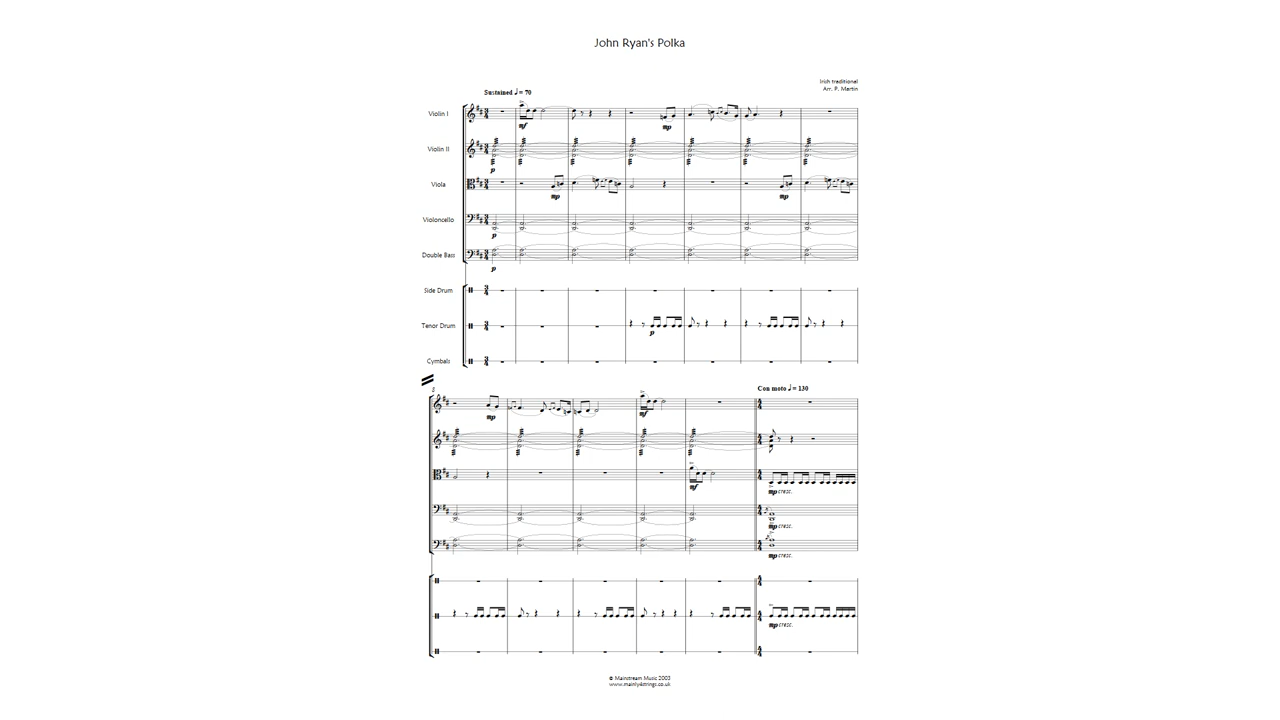 John Ryan's Polka
Irish traditional
Arr. P. Martin
Sustained ♩ = 70
Violin I
mf
mp
Violin II
p
Viola
mp
mp
Violoncello
p
Double Bass
p
Side Drum
Tenor Drum
p
Cymbals
8
Con moto ♩ = 130
mp
mf
mf
mp cresc.
mp cresc.
mp cresc.
mp cresc.
© Mainstream Music 2003
www.mainly4strings.co.uk